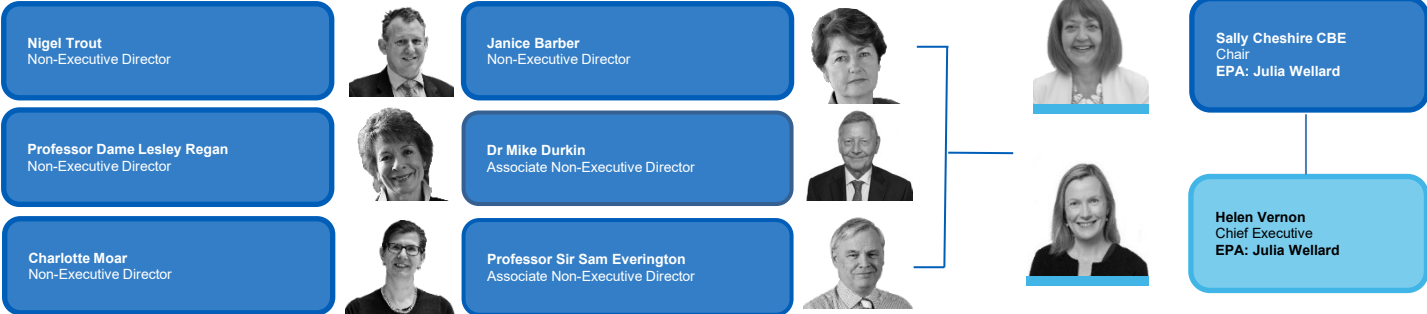 Nigel Trout
Non-Executive Director
Janice Barber
Non-Executive Director
Sally Cheshire CBE
Chair
EPA: Julia Wellard
Professor Dame Lesley Regan
Non-Executive Director
Dr Mike Durkin
Associate Non-Executive Director
Helen Vernon
Chief Executive
EPA: Julia Wellard
Charlotte Moar
Non-Executive Director
Professor Sir Sam Everington
Associate Non-Executive Director